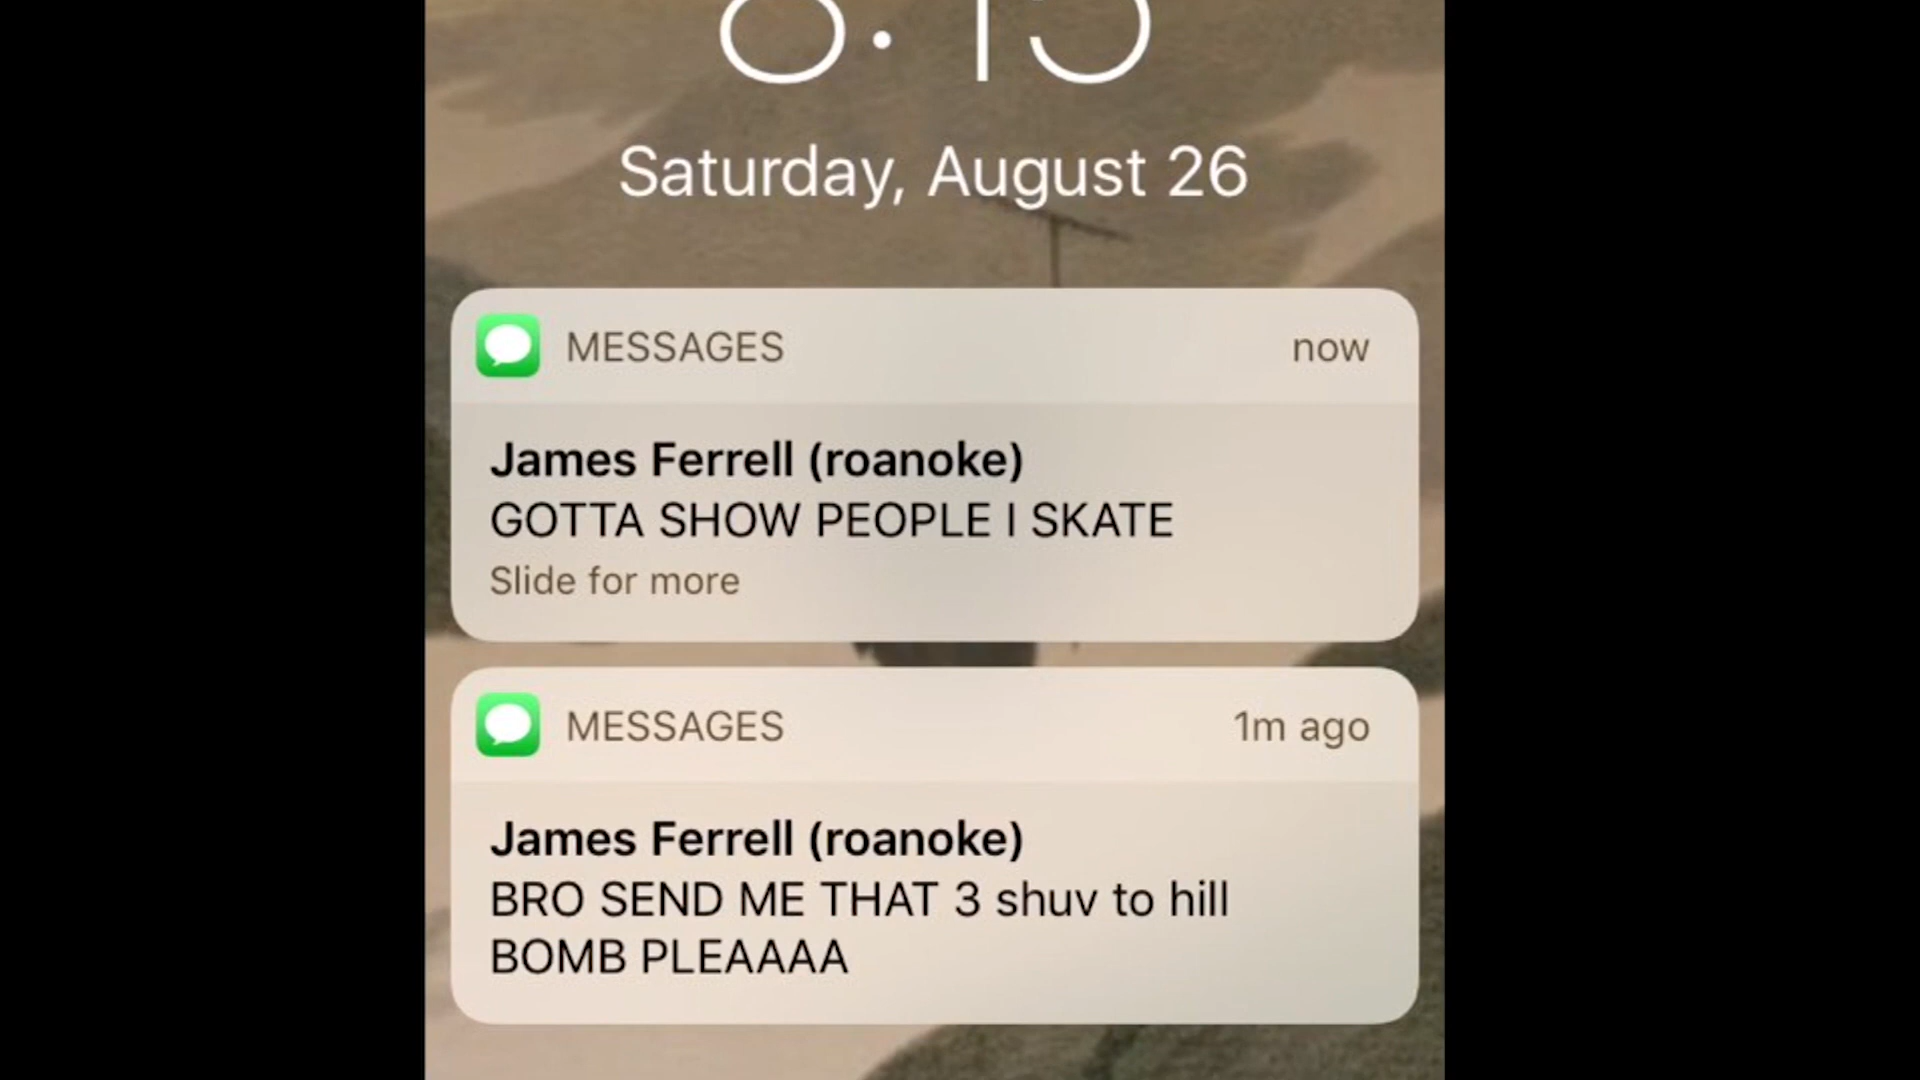 Saturday, August 26
MESSAGES now
James Ferrell (roanoke)
GOTTA SHOW PEOPLE I SKATE
Slide for more
MESSAGES 1m ago
James Ferrell (roanoke)
BRO SEND ME THAT 3 shuv to hill
BOMB PLEAAAA